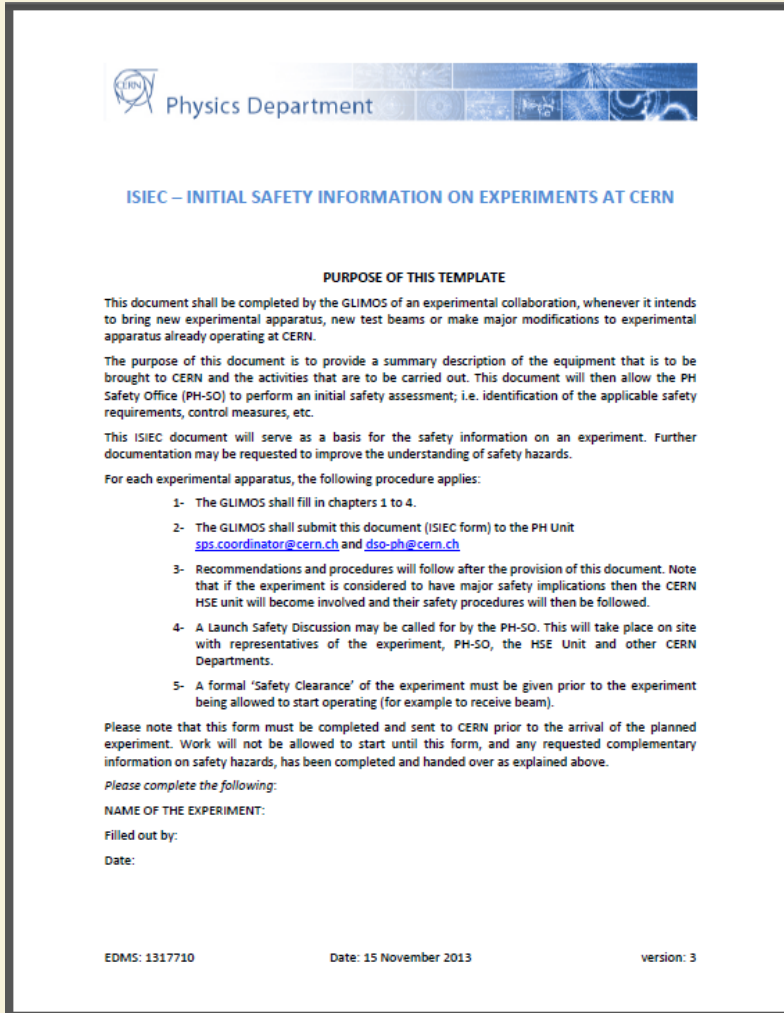 CERN
Physics Department
ISIEC – INITIAL SAFETY INFORMATION ON EXPERIMENTS AT CERN
PURPOSE OF THIS TEMPLATE
This document shall be completed by the GLIMOS of an experimental collaboration, whenever it intends
to bring new experimental apparatus, new test beams or make major modifications to experimental
apparatus already operating at CERN.
The purpose of this document is to provide a summary description of the equipment that is to be
brought to CERN and the activities that are to be carried out. This document will then allow the PH
Safety Office (PH-SO) to perform an initial safety assessment; i.e. identification of the applicable safety
requirements, control measures, etc.
This ISIEC document will serve as a basis for the safety information on an experiment. Further
documentation may be requested to improve the understanding of safety hazards.
For each experimental apparatus, the following procedure applies:
1- The GLIMOS shall fill in chapters 1 to 4.
2- The GLIMOS shall submit this document (ISIEC form) to the PH Unit
sps.coordinator@cern.ch and dso-ph@cern.ch
3- Recommendations and procedures will follow after the provision of this document. Note
that if the experiment is considered to have major safety implications then the CERN
HSE unit will become involved and their safety procedures will then be followed.
4- A Launch Safety Discussion may be called for by the PH-SO. This will take place on site
with representatives of the experiment, PH-SO, the HSE Unit and other CERN
Departments.
5- A formal ‘Safety Clearance’ of the experiment must be given prior to the experiment
being allowed to start operating (for example to receive beam).
Please note that this form must be completed and sent to CERN prior to the arrival of the planned
experiment. Work will not be allowed to start until this form, and any requested complementary
information on safety hazards, has been completed and handed over as explained above.
Please complete the following:
NAME OF THE EXPERIMENT:
Filled out by:
Date:
EDMS: 1317710 Date: 15 November 2013 version: 3